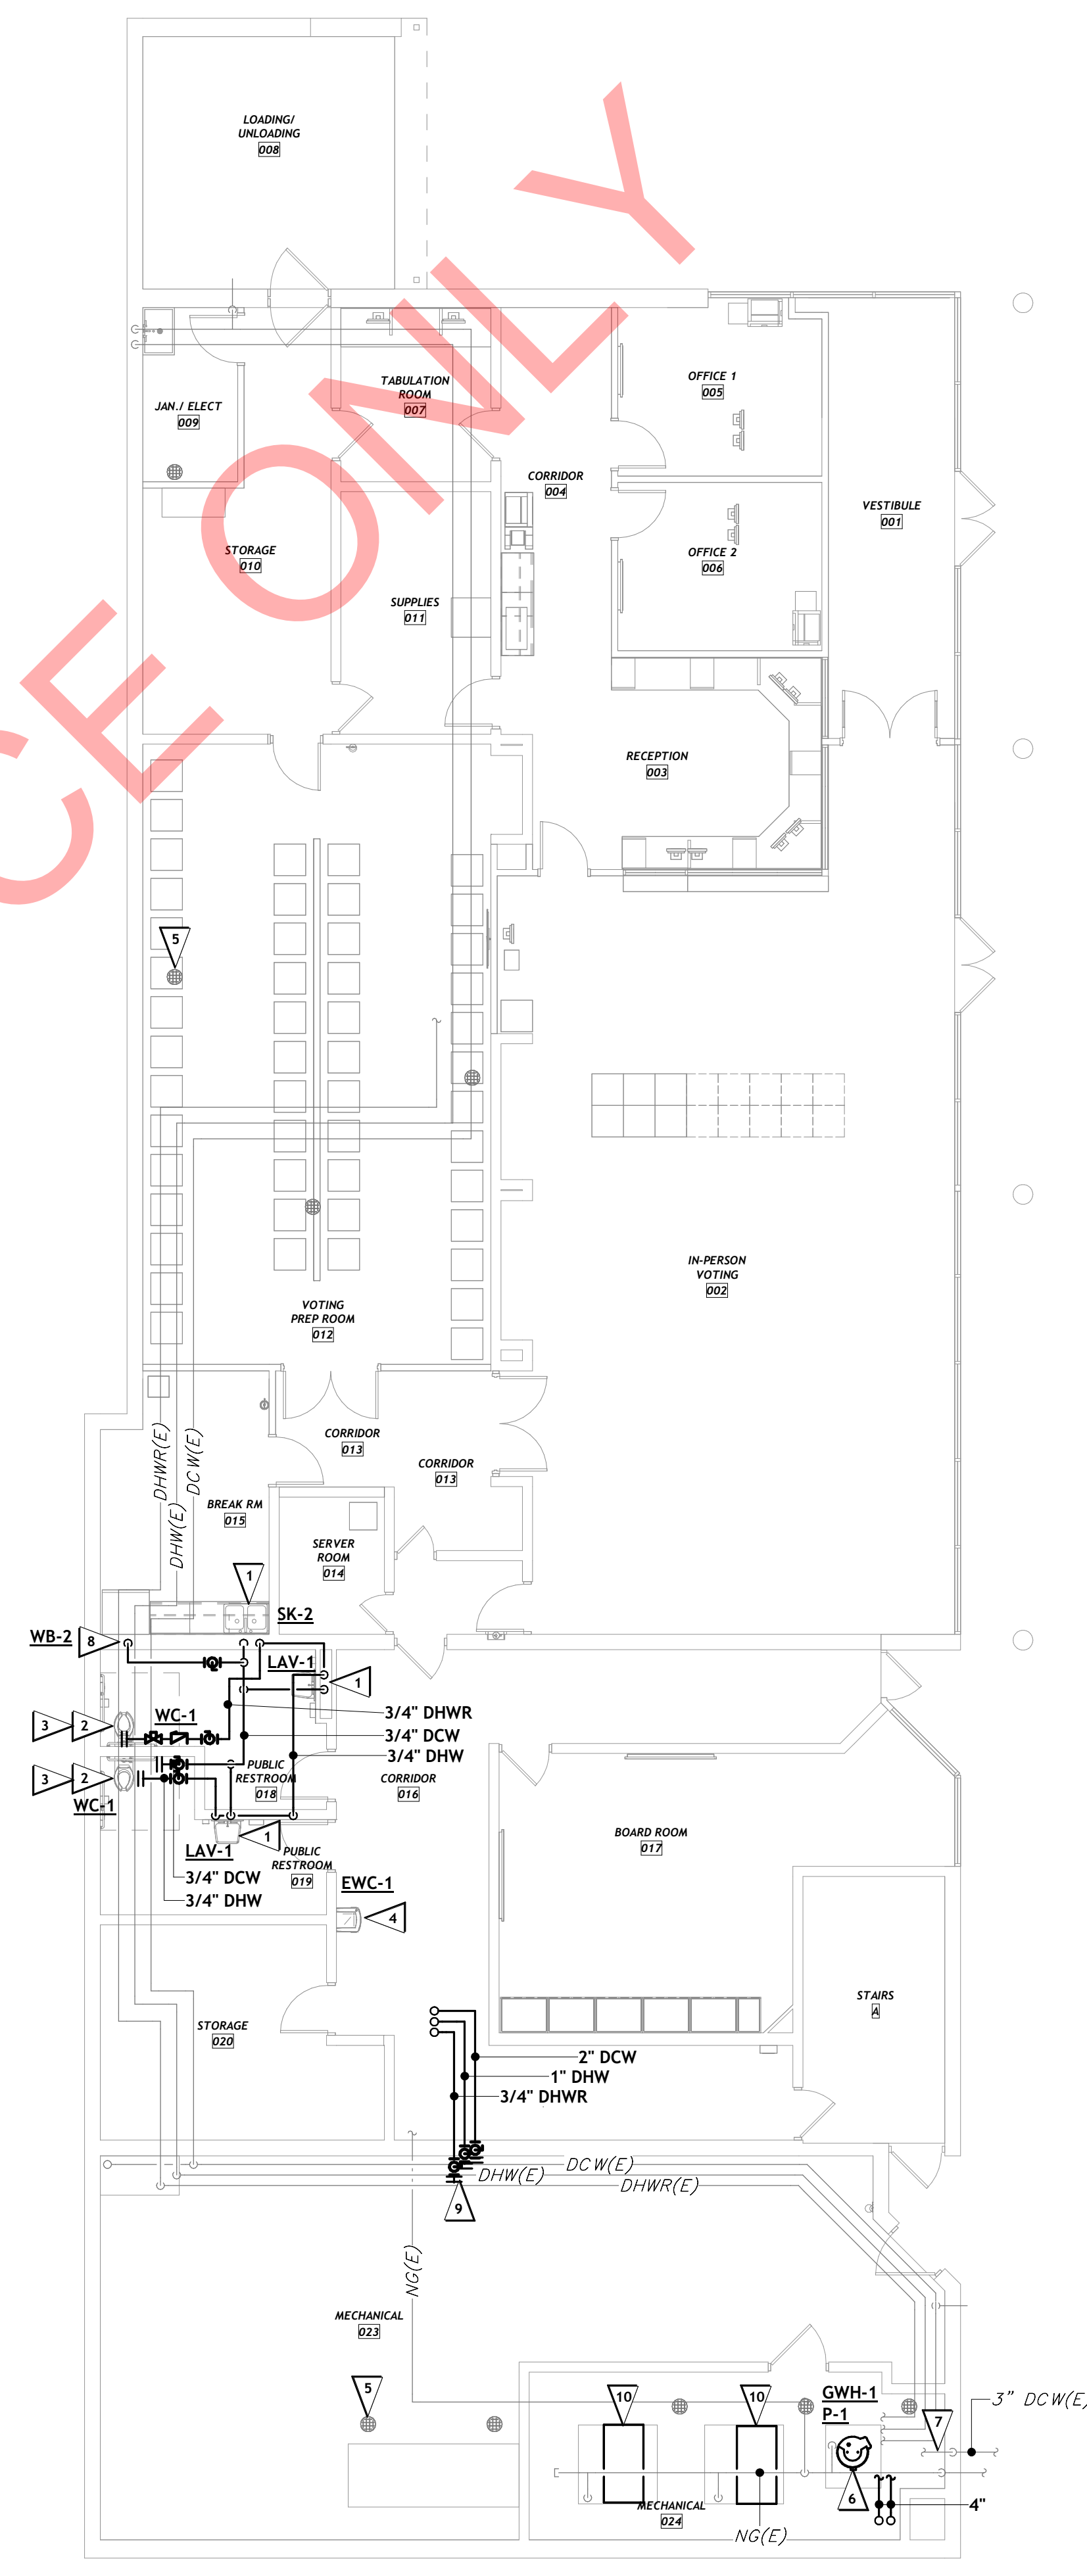 LOADING/
UNLOADING
008
CE ONLY
TABULATION
ROOM
007
OFFICE 1
005
JAN./ ELECT
009
CORRIDOR
004
VESTIBULE
001
STORAGE
010
OFFICE 2
006
SUPPLIES
011
RECEPTION
003
5
IN-PERSON
VOTING
002
VOTING
PREP ROOM
012
CORRIDOR
013
CORRIDOR
013
DHWR(E)
DHW(E)
DCW(E)
BREAK RM
015
SERVER
ROOM
014
1
SK-2
WB-2
8
LAV-1
1
3
2
WC-1
3/4" DHWR
3/4" DCW
3/4" DHW
3
2
WC-1
PUBLIC
RESTROOM
018
CORRIDOR
016
LAV-1
1
PUBLIC
RESTROOM
019
3/4" DCW
3/4" DHW
EWC-1
4
BOARD ROOM
017
STAIRS
A
STORAGE
020
2" DCW
1" DHW
3/4" DHWR
DHW(E)
DCW(E)
DHWR(E)
9
NG(E)
MECHANICAL
023
5
10
10
GWH-1
P-1
7
3" DCW(E)
6
4"
MECHANICAL
024
NG(E)